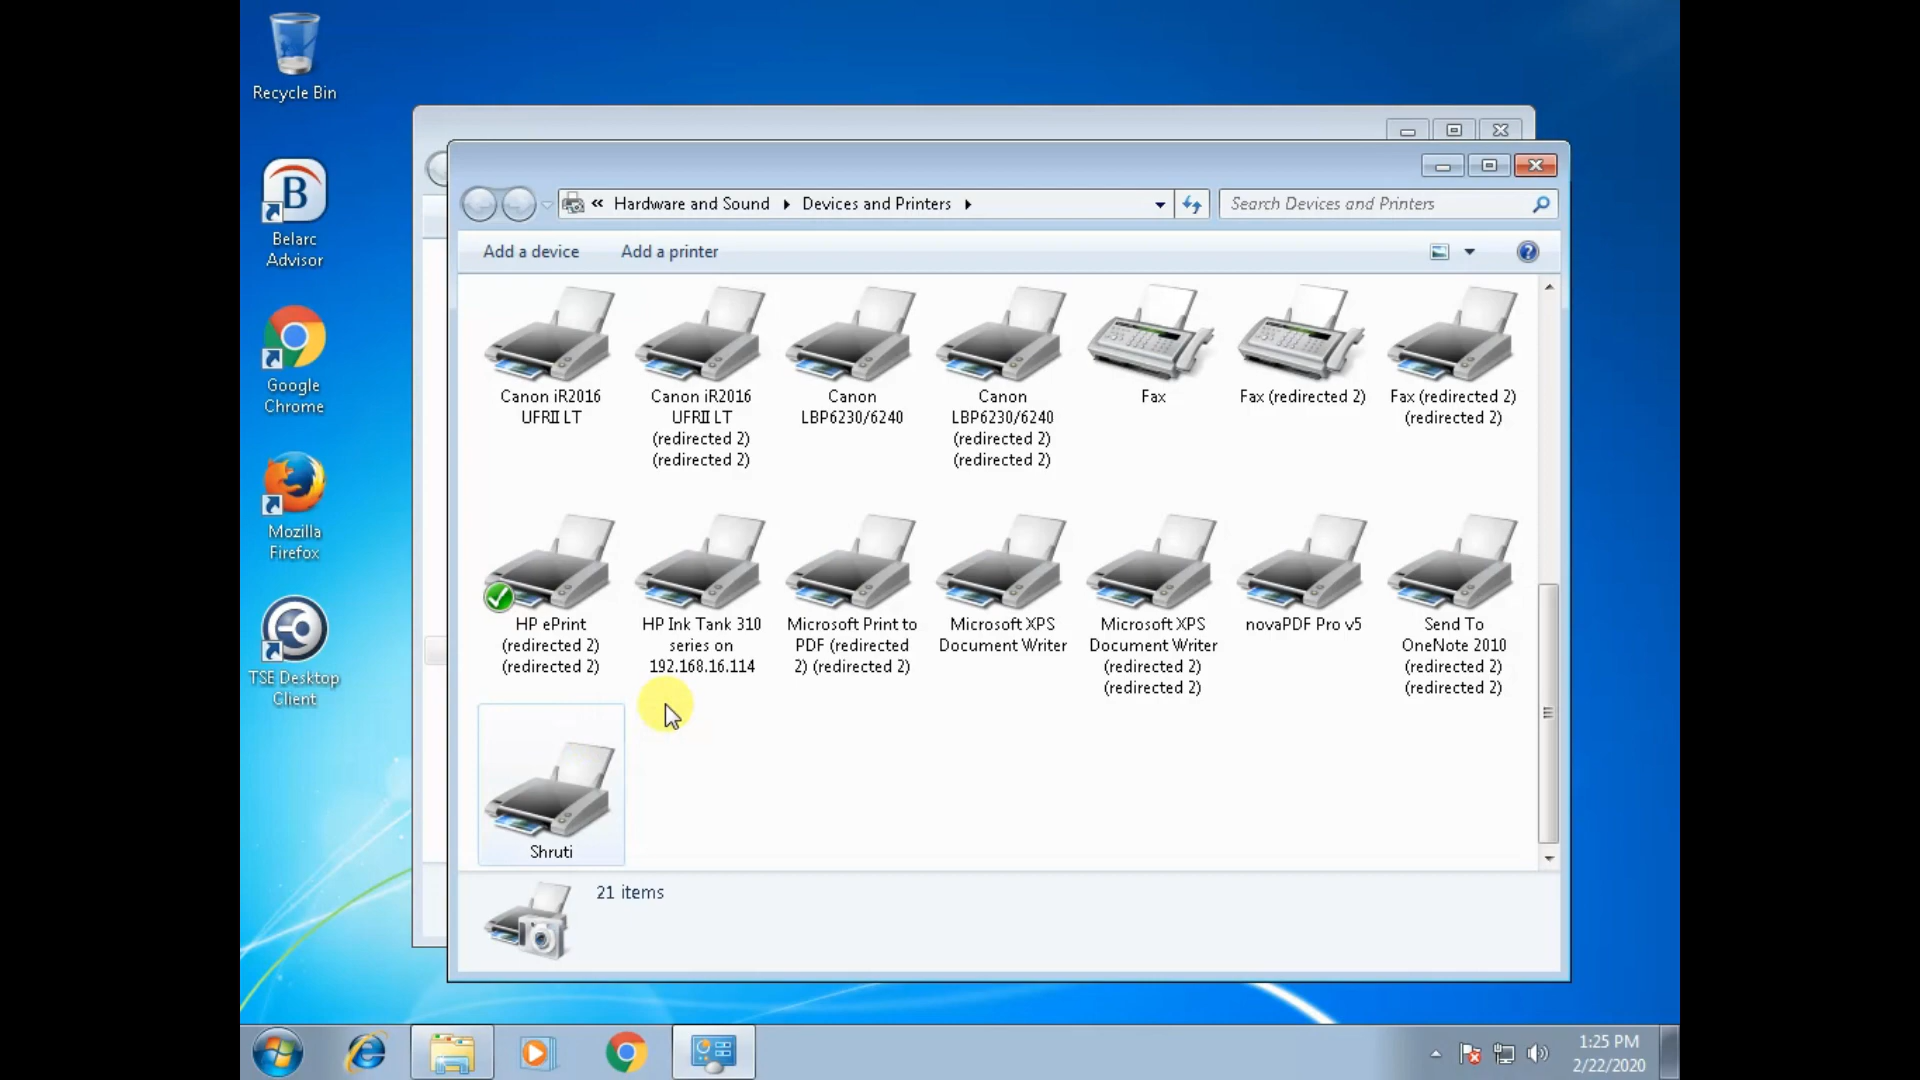 Recycle Bin
Belarc
Advisor
Google
Chrome
Mozilla
Firefox
TSE Desktop
Client
« Hardware and Sound ▸ Devices and Printers ▸
Search Devices and Printers
Add a device
Add a printer
Canon iR2016
UFRII LT
Canon iR2016
UFRII LT
(redirected 2)
(redirected 2)
Canon
LBP6230/6240
Canon
LBP6230/6240
(redirected 2)
(redirected 2)
Fax
Fax (redirected 2)
Fax (redirected 2)
(redirected 2)
HP ePrint
(redirected 2)
(redirected 2)
HP Ink Tank 310
series on
192.168.16.114
Microsoft Print to
PDF (redirected
2) (redirected 2)
Microsoft XPS
Document Writer
Microsoft XPS
Document Writer
(redirected 2)
(redirected 2)
novaPDF Pro v5
Send To
OneNote 2010
(redirected 2)
(redirected 2)
Shruti
21 items
1:25 PM
2/22/2020